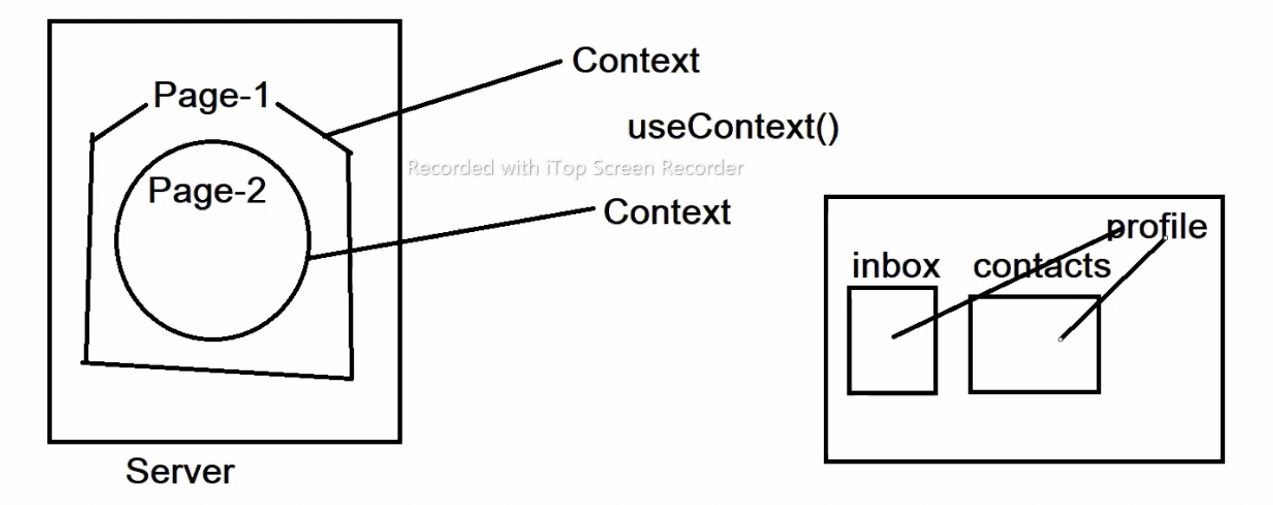 Context
Page-1
useContext()
Recorded with iTop Screen Recorder
Page-2
Context
Server
profile
inbox contacts